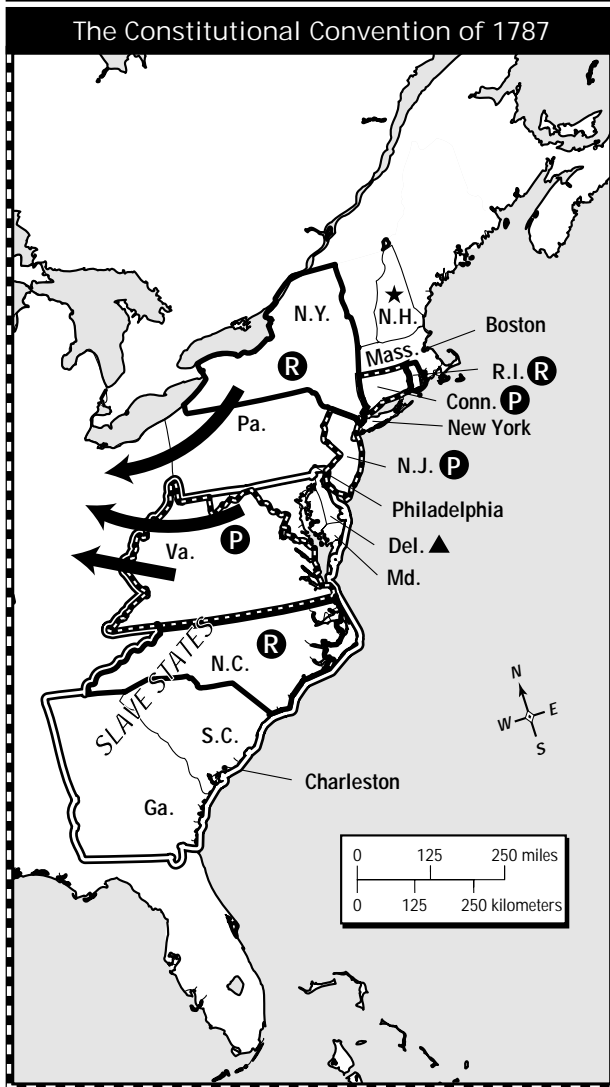 The Constitutional Convention of 1787
N.Y.
N.H.
Boston
Mass.
R
R.I. R
Conn. P
New York
Pa.
N.J. P
Philadelphia
P
Del.
Va.
Md.
R
N.C.
SLAVE STATES
N
W E
S
S.C.
Charleston
Ga.
0 125 250 miles
0 125 250 kilometers